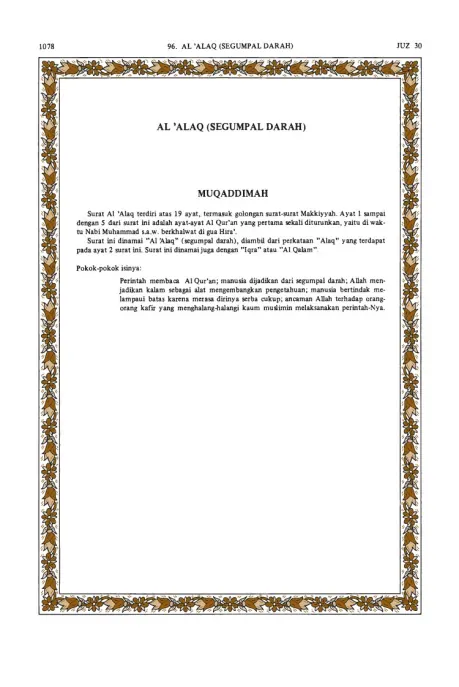 1078
96. AL 'ALAQ (SEGUMPAL DARAH)
JUZ 30
AL 'ALAQ (SEGUMPAL DARAH)
MUQADDIMAH
Surat Al 'Alaq terdiri atas 19 ayat, termasuk golongan surat-surat Makkiyyah. Ayat 1 sampai
dengan 5 dari surat ini adalah ayat-ayat Al Qur'an yang pertama sekali diturunkan, yaitu di wak-
tu Nabi Muhammad s.a.w. berkhalwat di gua Hira'.
Surat ini dinamai "Al 'Alaq" (segumpal darah), diambil dari perkataan "Alaq" yang terdapat
pada ayat 2 surat ini. Surat ini dinamai juga dengan "Iqra" atau "Al Qalam".
Pokok-pokok isinya:
Perintah membaca Al Qur'an; manusia dijadikan dari segumpal darah; Allah men-
jadikan kalam sebagai alat mengembangkan pengetahuan; manusia bertindak me-
lampaui batas karena merasa dirinya serba cukup; ancaman Allah terhadap orang-
orang kafir yang menghalang-halangi kaum muslimin melaksanakan perintah-Nya.